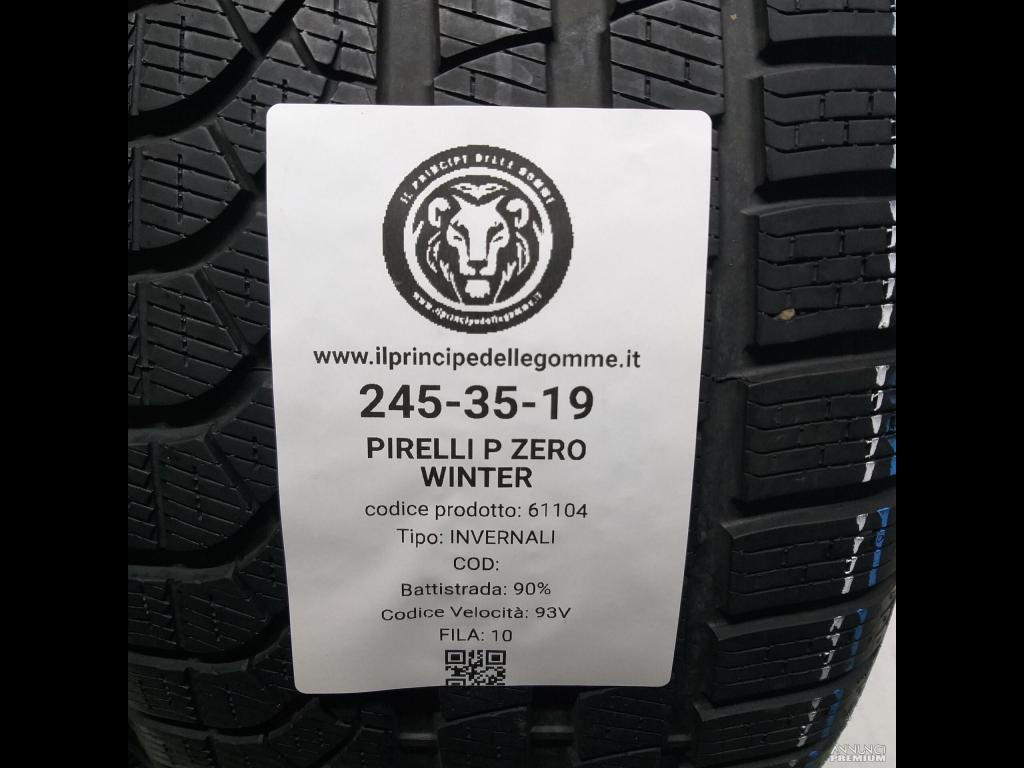 IL PRINCIPE DELLE GOMME
www.ilprincipedellegomme.it
www.ilprincipedellegomme.it
245-35-19
PIRELLI P ZERO
WINTER
codice prodotto: 61104
Tipo: INVERNALI
COD:
Battistrada: 90%
Codice Velocità: 93V
FILA: 10
ANNUNCI
PREMIUM